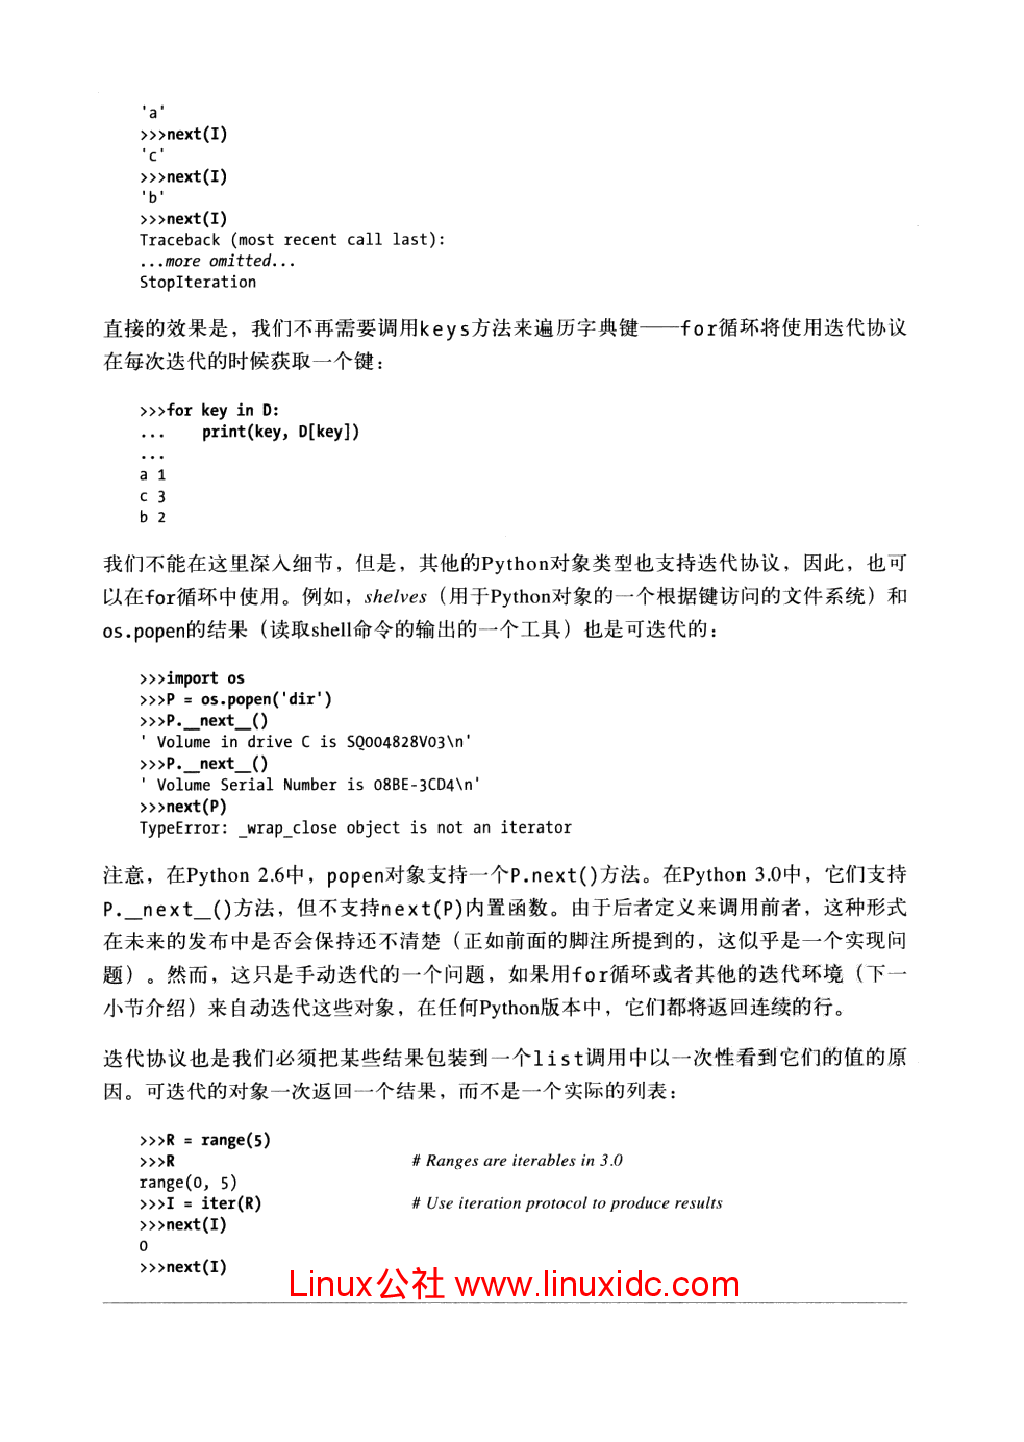 'a'
>>>next(I)
'c'
>>>next(I)
'b'
>>>next(I)
Traceback (most recent call last):
...more omitted...
StopIteration
直接的效果是，我们不再需要调用keys方法来遍历字典键——for循环将使用迭代协议
在每次迭代的时候获取一个键：
>>>for key in D:
...    print(key, D[key])
...
a 1
c 3
b 2
我们不能在这里深入细节，但是，其他的Python对象类型也支持迭代协议，因此，也可
以在for循环中使用。例如，shelves（用于Python对象的一个根据键访问的文件系统）和
os.popen的结果（读取shell命令的输出的一个工具）也是可迭代的：
>>>import os
>>>P = os.popen('dir')
>>>P.__next__()
' Volume in drive C is SQ004828V03\n'
>>>P.__next__()
' Volume Serial Number is 08BE-3CD4\n'
>>>next(P)
TypeError: _wrap_close object is not an iterator
注意，在Python 2.6中，popen对象支持一个P.next()方法。在Python 3.0中，它们支持
P.__next__()方法，但不支持next(P)内置函数。由于后者定义来调用前者，这种形式
在未来的发布中是否会保持还不清楚（正如前面的脚注所提到的，这似乎是一个实现问
题）。然而，这只是手动迭代的一个问题，如果用for循环或者其他的迭代环境（下一
小节介绍）来自动迭代这些对象，在任何Python版本中，它们都将返回连续的行。
迭代协议也是我们必须把某些结果包装到一个list调用中以一次性看到它们的值的原
因。可迭代的对象一次返回一个结果，而不是一个实际的列表：
>>>R = range(5)
>>>R # Ranges are iterables in 3.0
range(0, 5)
>>>I = iter(R) # Use iteration protocol to produce results
>>>next(I)
0
>>>next(I)
Linux公社 www.linuxidc.com